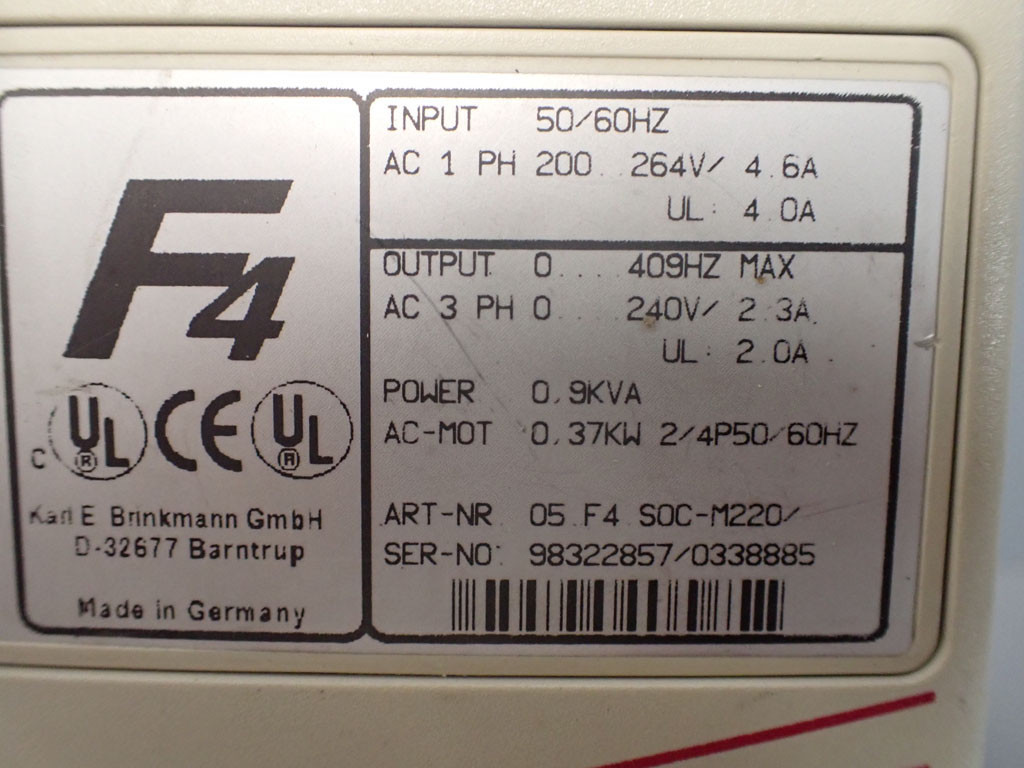 F4
c UL® CE UL®
Karl E. Brinkmann GmbH
D-32677 Barntrup
Made in Germany
INPUT 50/60HZ
AC 1 PH 200...264V/ 4.6A
UL: 4.0A
OUTPUT 0....409HZ MAX
AC 3 PH 0....240V/ 2.3A
UL: 2.0A
POWER 0.9KVA
AC-MOT 0.37KW 2/4P50/60HZ
ART-NR 05.F4.S0C-M220/
SER-NO: 98322857/0338885